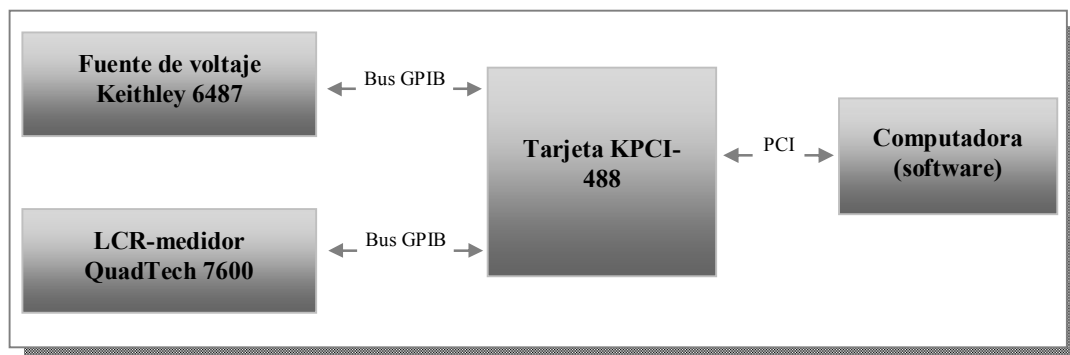 Fuente de voltaje
Keithley 6487
Bus GPIB
LCR-medidor
QuadTech 7600
Bus GPIB
Tarjeta KPCI-
488
PCI
Computadora
(software)